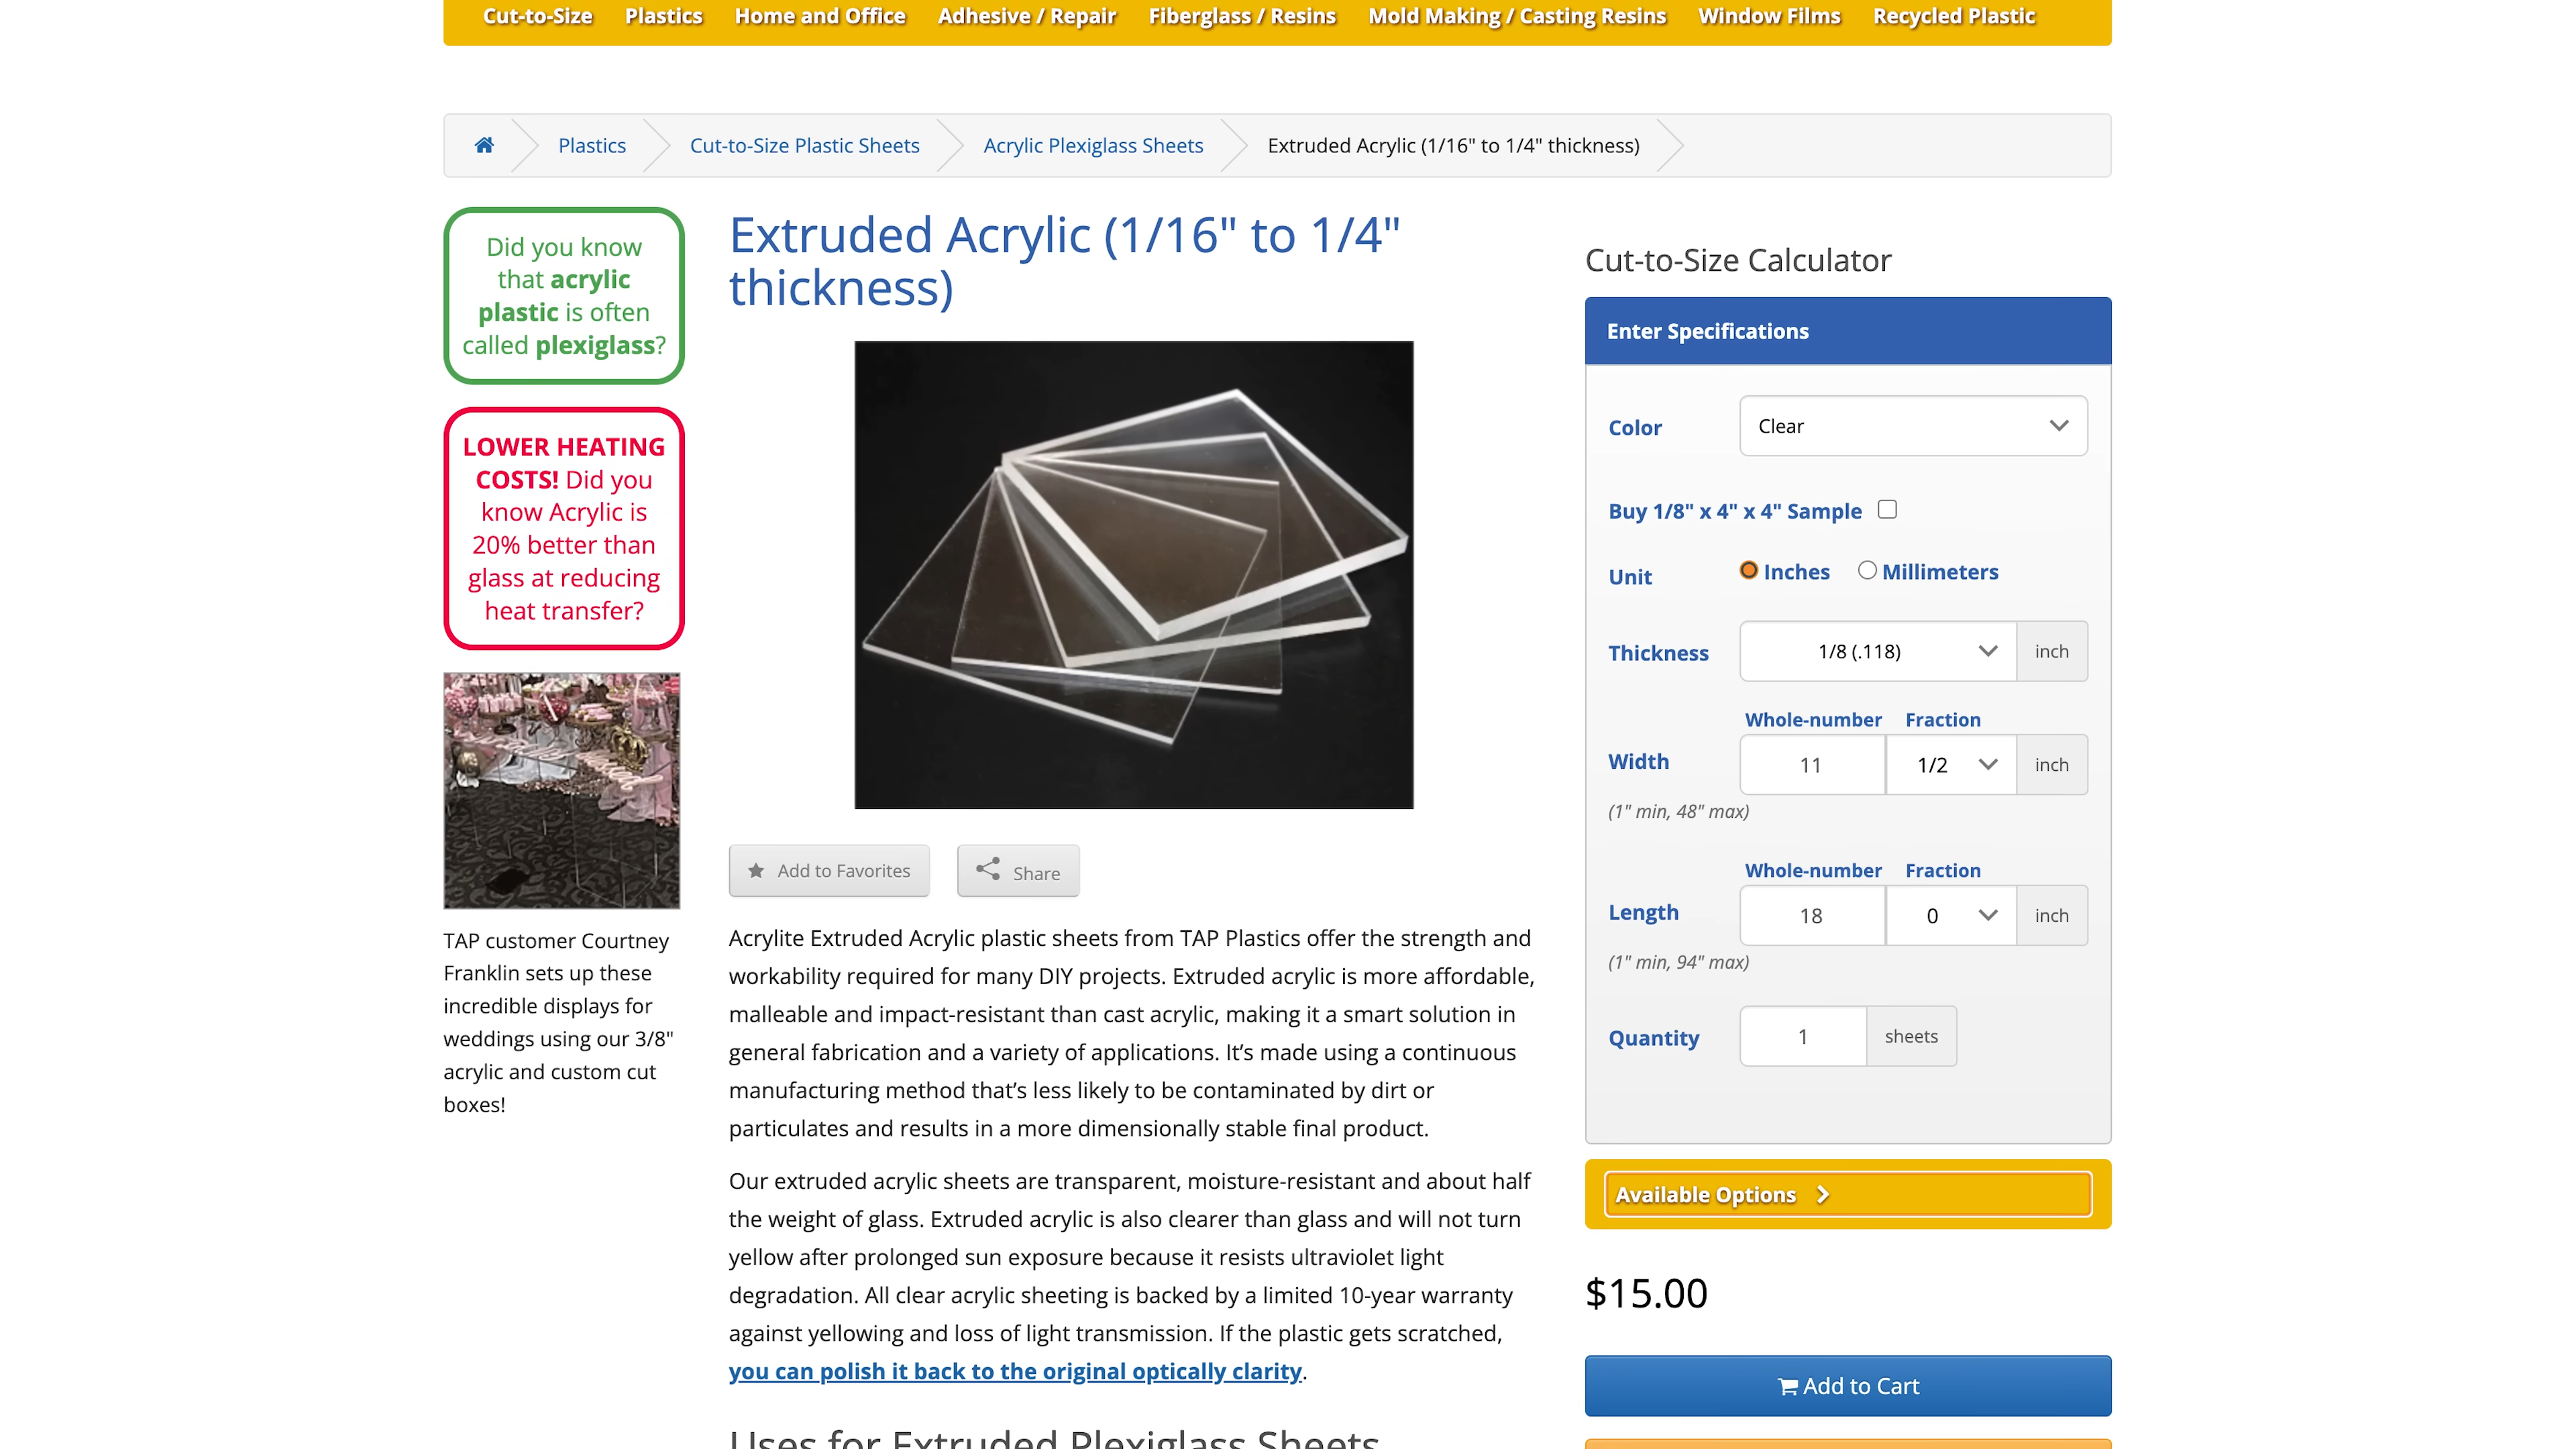 Cut-to-Size Plastics Home and Office Adhesive / Repair Fiberglass / Resins Mold Making / Casting Resins Window Films Recycled Plastic
Plastics Cut-to-Size Plastic Sheets Acrylic Plexiglass Sheets Extruded Acrylic (1/16" to 1/4" thickness)
Did you know
that acrylic
plastic is often
called plexiglass?
LOWER HEATING
COSTS! Did you
know Acrylic is
20% better than
glass at reducing
heat transfer?
TAP customer Courtney
Franklin sets up these
incredible displays for
weddings using our 3/8"
acrylic and custom cut
boxes!
Extruded Acrylic (1/16" to 1/4"
thickness)
Add to Favorites
Share
Acrylite Extruded Acrylic plastic sheets from TAP Plastics offer the strength and
workability required for many DIY projects. Extruded acrylic is more affordable,
malleable and impact-resistant than cast acrylic, making it a smart solution in
general fabrication and a variety of applications. It’s made using a continuous
manufacturing method that’s less likely to be contaminated by dirt or
particulates and results in a more dimensionally stable final product.
Our extruded acrylic sheets are transparent, moisture-resistant and about half
the weight of glass. Extruded acrylic is also clearer than glass and will not turn
yellow after prolonged sun exposure because it resists ultraviolet light
degradation. All clear acrylic sheeting is backed by a limited 10-year warranty
against yellowing and loss of light transmission. If the plastic gets scratched,
you can polish it back to the original optically clarity.
Uses for Extruded Plexiglass Sheets
Cut-to-Size Calculator
Enter Specifications
Color Clear
Buy 1/8" x 4" x 4" Sample
Unit Inches Millimeters
Thickness 1/8 (.118) inch
Whole-number Fraction
Width 11 1/2 inch
(1" min, 48" max)
Whole-number Fraction
Length 18 0 inch
(1" min, 94" max)
Quantity 1 sheets
Available Options
$15.00
Add to Cart